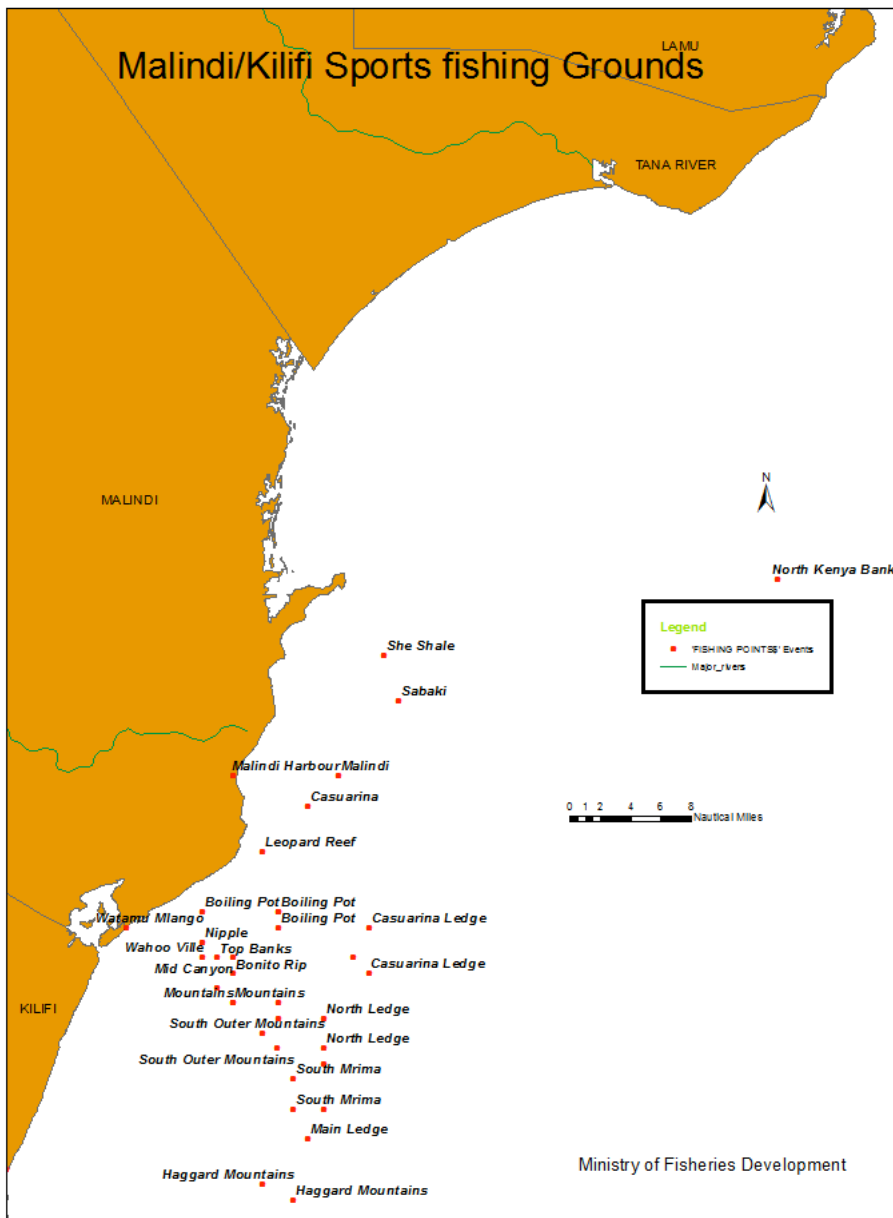 LAMU
Malindi/Kilifi Sports fishing Grounds
TANA RIVER
MALINDI
N
North Kenya Bank
Legend
'FISHING POINTS$' Events
Major_rivers
She Shale
Sabaki
Malindi Harbour Malindi
Casuarina
0 1 2 4 6 8
Nautical Miles
Leopard Reef
Boiling Pot Boiling Pot
Watamu Mlango Boiling Pot Casuarina Ledge
Nipple
Wahoo Ville Top Banks
Mid Canyon Bonito Rip Casuarina Ledge
Mountains Mountains
KILIFI
North Ledge
South Outer Mountains
North Ledge
South Outer Mountains
South Mrima
South Mrima
Main Ledge
Ministry of Fisheries Development
Haggard Mountains
Haggard Mountains